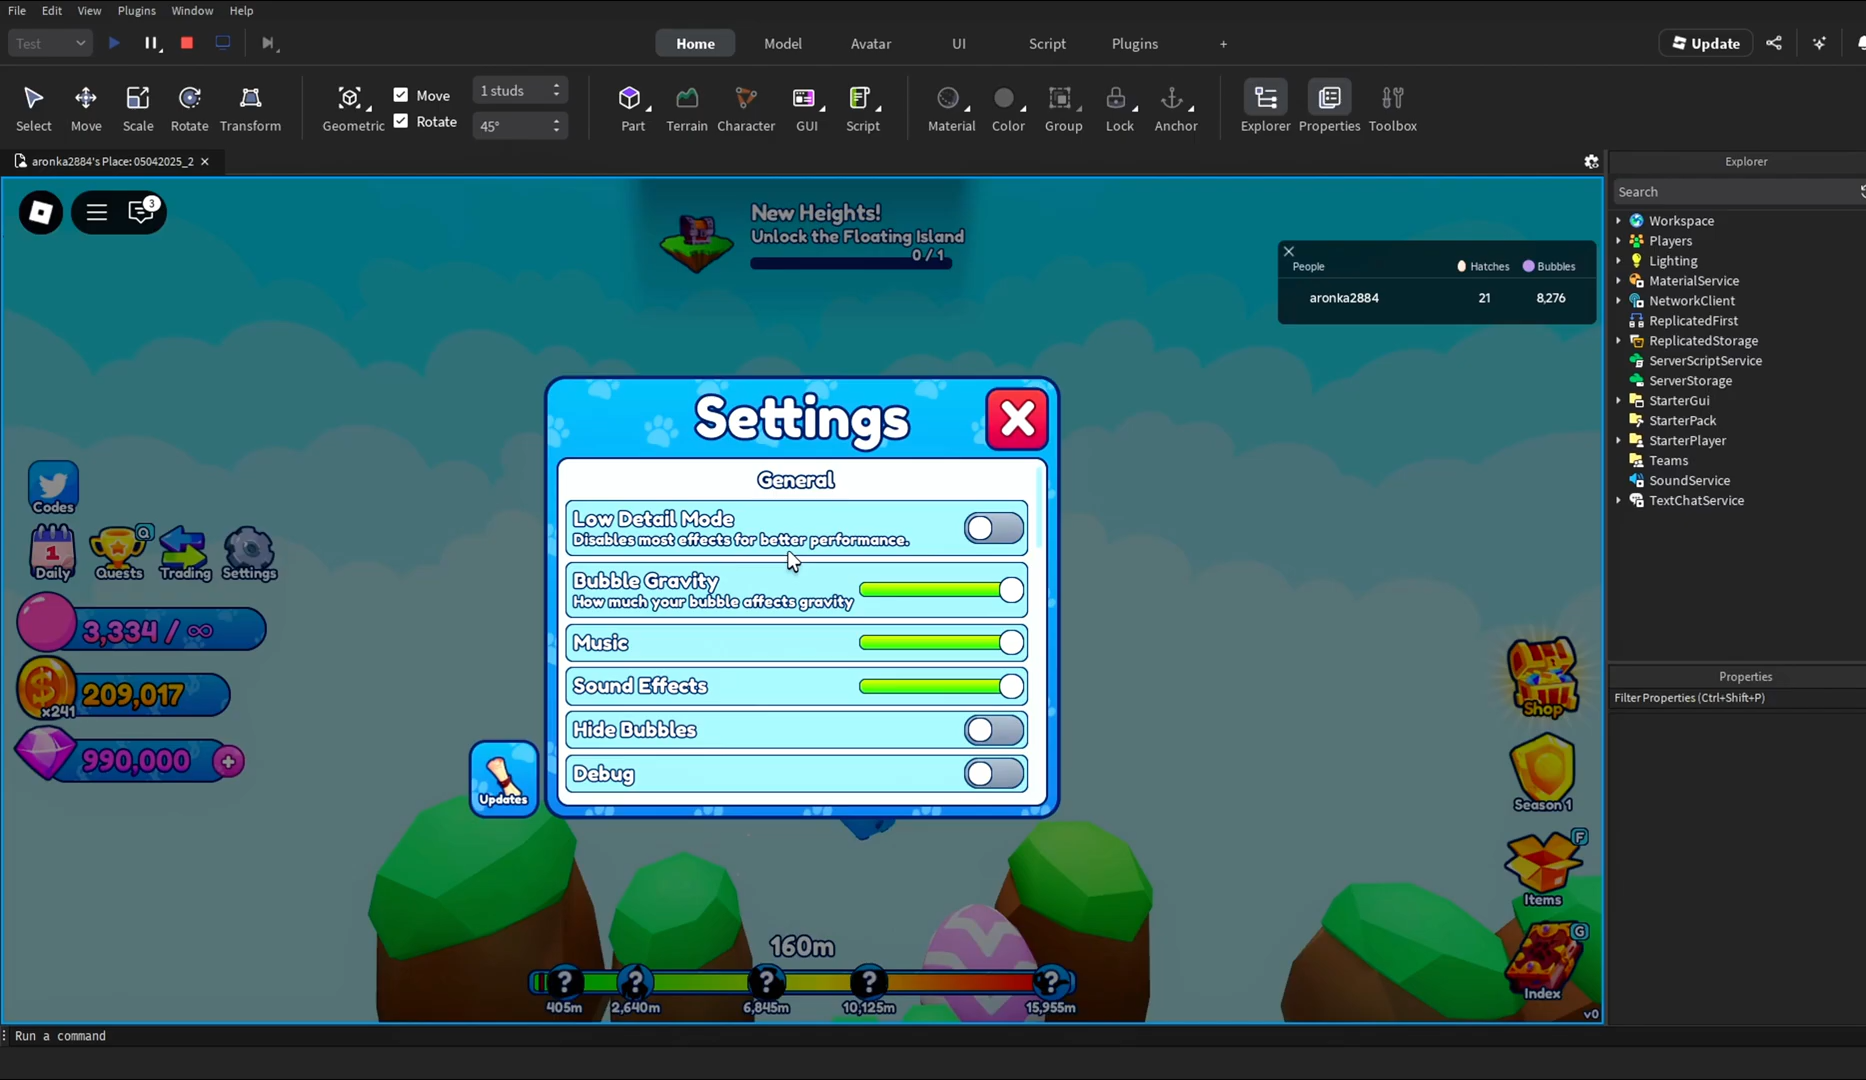 File Edit View Plugins Window Help
Test
Home Model Avatar UI Script Plugins +
Update
Select Move Scale Rotate Transform
Geometric
Move
Rotate
1 studs
45°
Part Terrain Character GUI Script
Material Color Group Lock Anchor
Explorer Properties Toolbox
aronka2884's Place: 05042025_2
3
New Heights!
Unlock the Floating Island
0 / 1
People Hatches Bubbles
aronka2884 21 8,276
Settings
General
Low Detail Mode
Disables most effects for better performance.
Bubble Gravity
How much your bubble affects gravity
Music
Sound Effects
Hide Bubbles
Debug
Updates
Codes
1
Daily
Q
Quests
Trading
Settings
3,334 / ∞
209,017
x241
990,000
+
Shop
Season 1
F
Items
G
Index
160m
? ? ? ? ?
405m 2,640m 6,845m 10,125m 15,955m
v0
Run a command
Explorer
Search
Workspace
Players
Lighting
MaterialService
NetworkClient
ReplicatedFirst
ReplicatedStorage
ServerScriptService
ServerStorage
StarterGui
StarterPack
StarterPlayer
Teams
SoundService
TextChatService
Properties
Filter Properties (Ctrl+Shift+P)